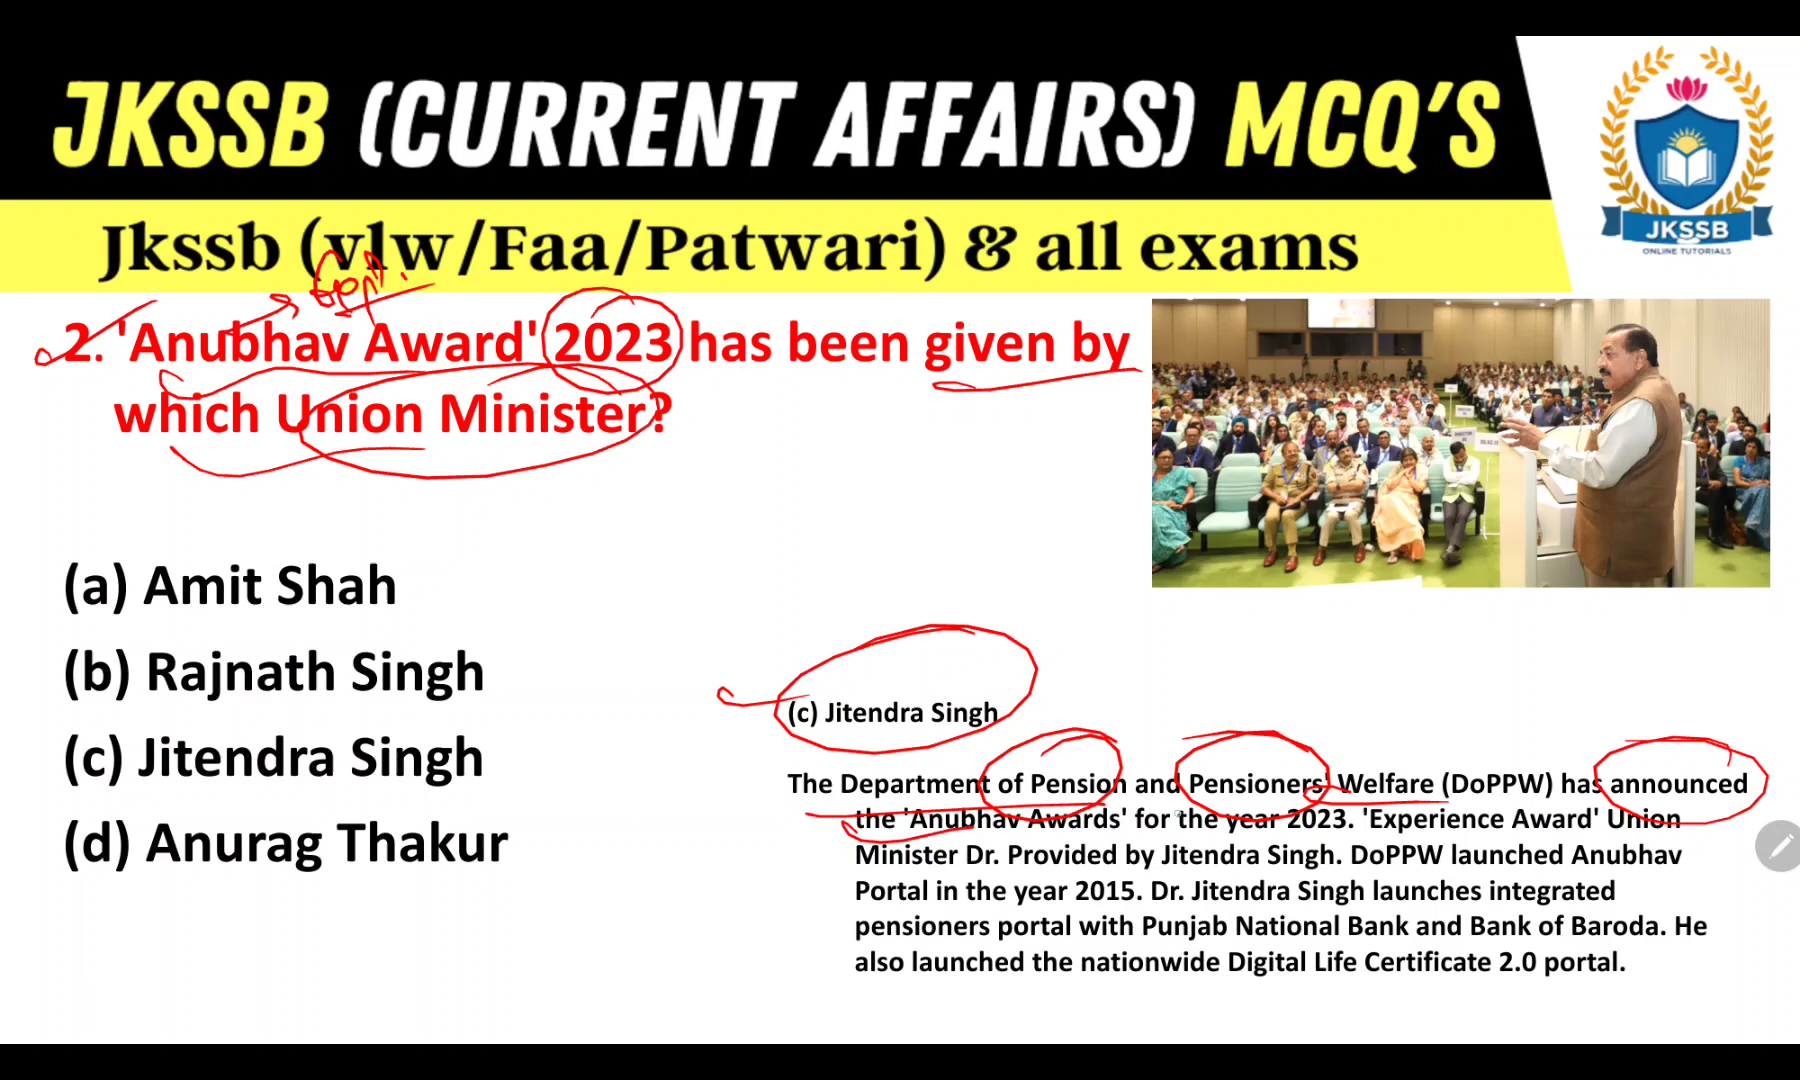 JKSSB (CURRENT AFFAIRS) MCQ'S
JKSSB
ONLINE TUTORIALS
Jkssb (vlw/Faa/Patwari) & all exams
2. 'Anubhav Award' 2023 has been given by
which Union Minister?
(a) Amit Shah
(b) Rajnath Singh
(c) Jitendra Singh
(d) Anurag Thakur
(c) Jitendra Singh
The Department of Pension and Pensioners' Welfare (DoPPW) has announced
the 'Anubhav Awards' for the year 2023. 'Experience Award' Union
Minister Dr. Provided by Jitendra Singh. DoPPW launched Anubhav
Portal in the year 2015. Dr. Jitendra Singh launches integrated
pensioners portal with Punjab National Bank and Bank of Baroda. He
also launched the nationwide Digital Life Certificate 2.0 portal.